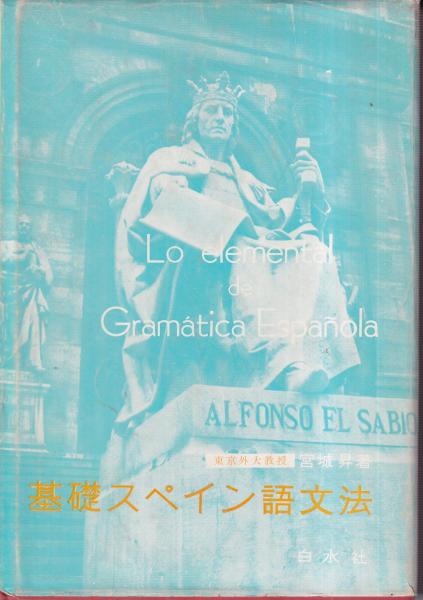 Lo elemental
de
Gramática Española
ALFONSO EL SABIO
東京外大教授 宮城昇著
基礎スペイン語文法
白水社